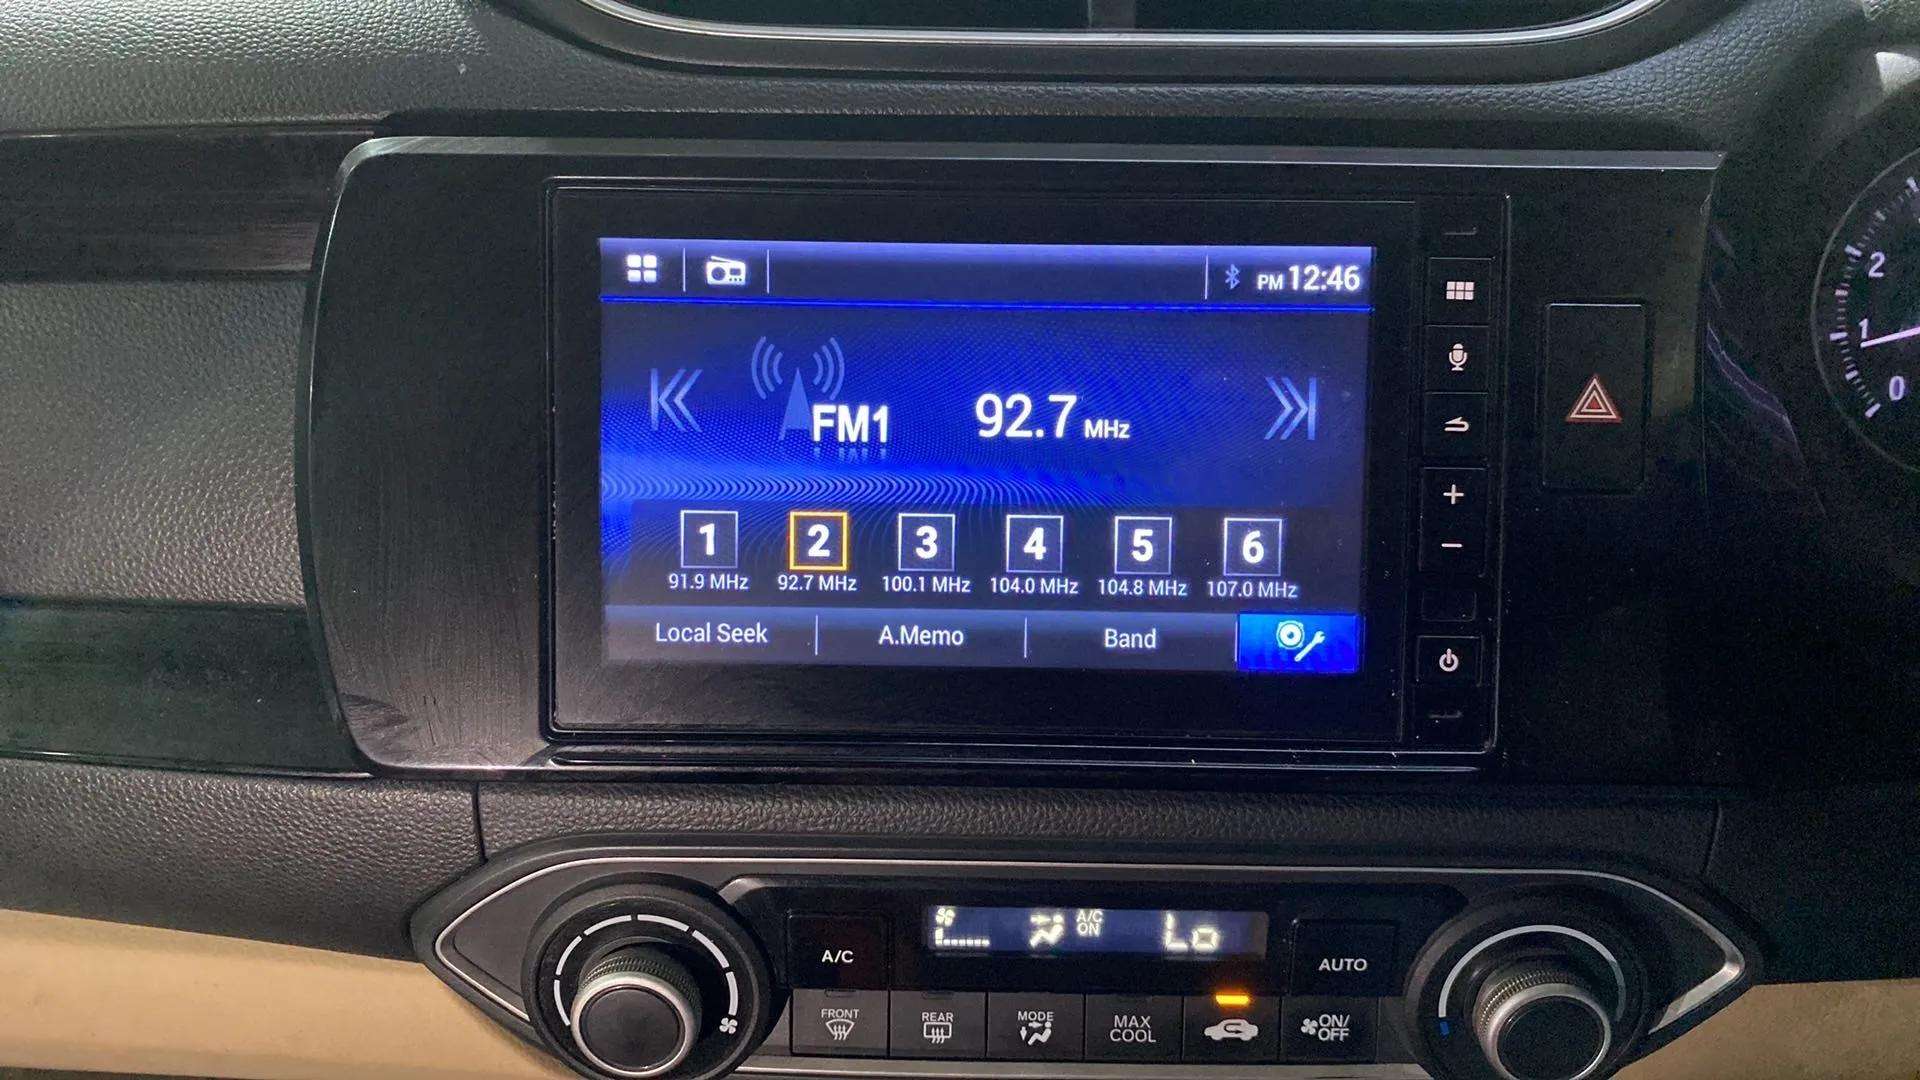 PM 12:46
FM1 92.7 MHz
1 2 3 4 5 6
91.9 MHz 92.7 MHz 100.1 MHz 104.0 MHz 104.8 MHz 107.0 MHz
Local Seek A.Memo Band
2
1
0
A/C ON Lo
A/C AUTO
FRONT REAR MODE MAX COOL ON/OFF